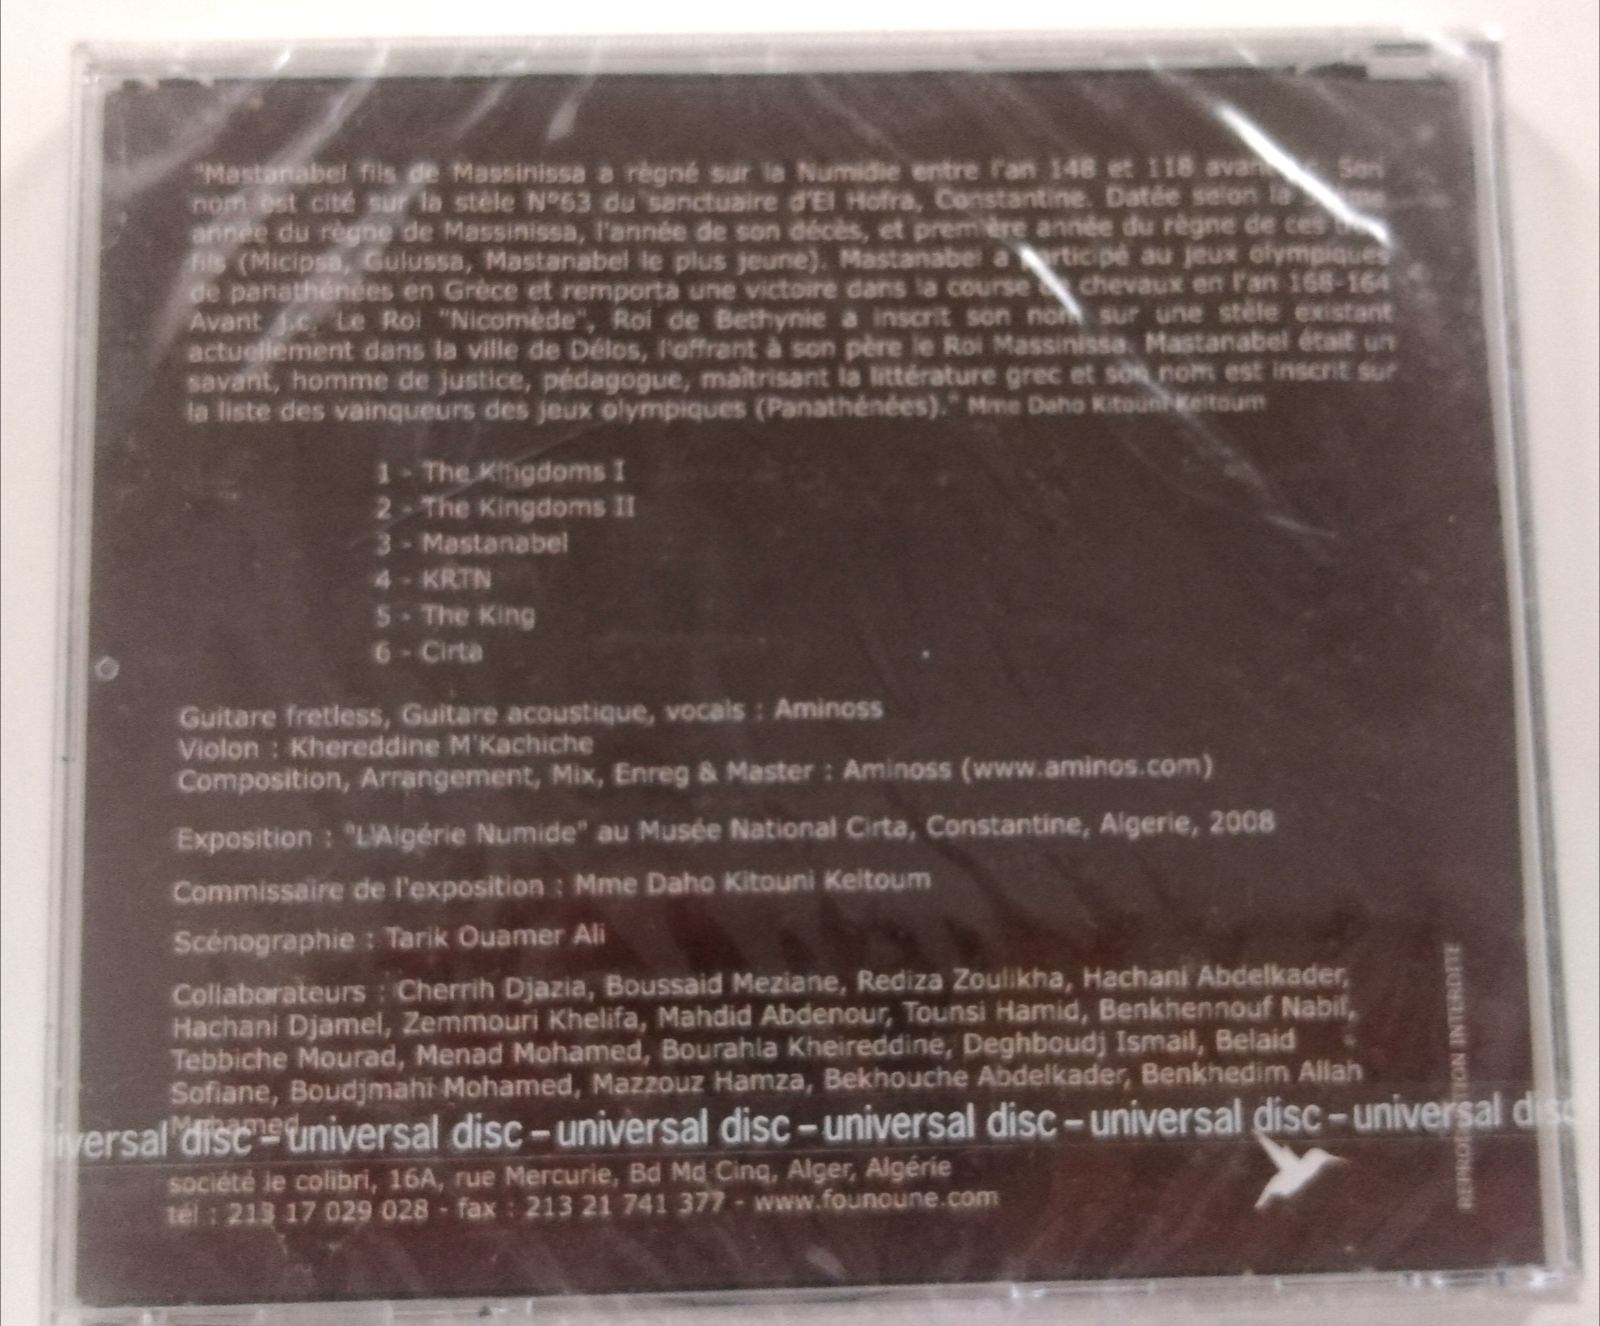 "Mastanabel fils de Massinissa a règné sur la Numidie entre l'an 148 et 118 avant Son
nom est cité sur la stèle N°63 du sanctuaire d'El Hofra, Constantine. Datée selon la
année du règne de Massinissa, l'année de son décès, et première année du règne de ces
fils (Micipsa, Gulussa, Mastanabel le plus jeune). Mastanabel a participé au jeux olympiques
de panathénées en Grèce et remporta une victoire dans la course de chevaux en l'an 168-164
Avant J.c. Le Roi "Nicomède", Roi de Bethynie a inscrit son nom sur une stèle existant
actuellement dans la ville de Délos, l'offrant à son père le Roi Massinissa. Mastanabel était un
savant, homme de justice, pédagogue, maîtrisant la littérature grec et son nom est inscrit sur
la liste des vainqueurs des jeux olympiques (Panathénées)." Mme Daho Kitouni Keltoum
1 - The Kingdoms I
2 - The Kingdoms II
3 - Mastanabel
4 - KRTN
5 - The King
6 - Cirta
Guitare fretless, Guitare acoustique, vocals : Aminoss
Violon : Khereddine M'Kachiche
Composition, Arrangement, Mix, Enreg & Master : Aminoss (www.aminos.com)
Exposition : "L'Algérie Numide" au Musée National Cirta, Constantine, Algerie, 2008
Commissaire de l'exposition : Mme Daho Kitouni Keltoum
Scénographie : Tarik Ouamer Ali
Collaborateurs : Cherrih Djazia, Boussaid Meziane, Rediza Zoulikha, Hachani Abdelkader,
Hachani Djamel, Zemmouri Khelifa, Mahdid Abdenour, Tounsi Hamid, Benkhennouf Nabil,
Tebbiche Mourad, Menad Mohamed, Bourahla Kheireddine, Deghboudj Ismail, Belaid
Sofiane, Boudjmahi Mohamed, Mazzouz Hamza, Bekhouche Abdelkader, Benkhedim Allah
Mohamed
iversal disc – universal disc – universal disc – universal disc – universal disc – universal disc
société le colibri, 16A, rue Mercurie, Bd Md Cinq, Alger, Algérie
tél : 213 17 029 028 - fax : 213 21 741 377 - www.founoune.com
REPRODUCTION INTERDITE